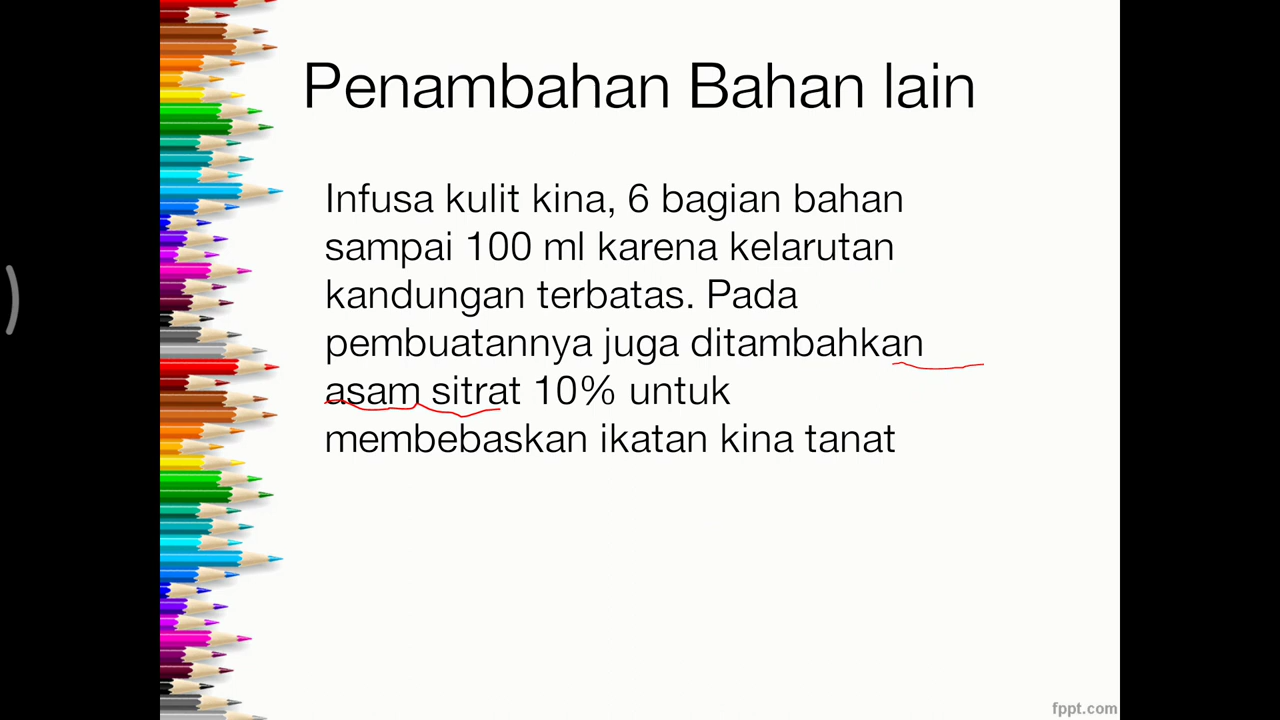 Penambahan Bahan lain
Infusa kulit kina, 6 bagian bahan
sampai 100 ml karena kelarutan
kandungan terbatas. Pada
pembuatannya juga ditambahkan
asam sitrat 10% untuk
membebaskan ikatan kina tanat
fppt.com